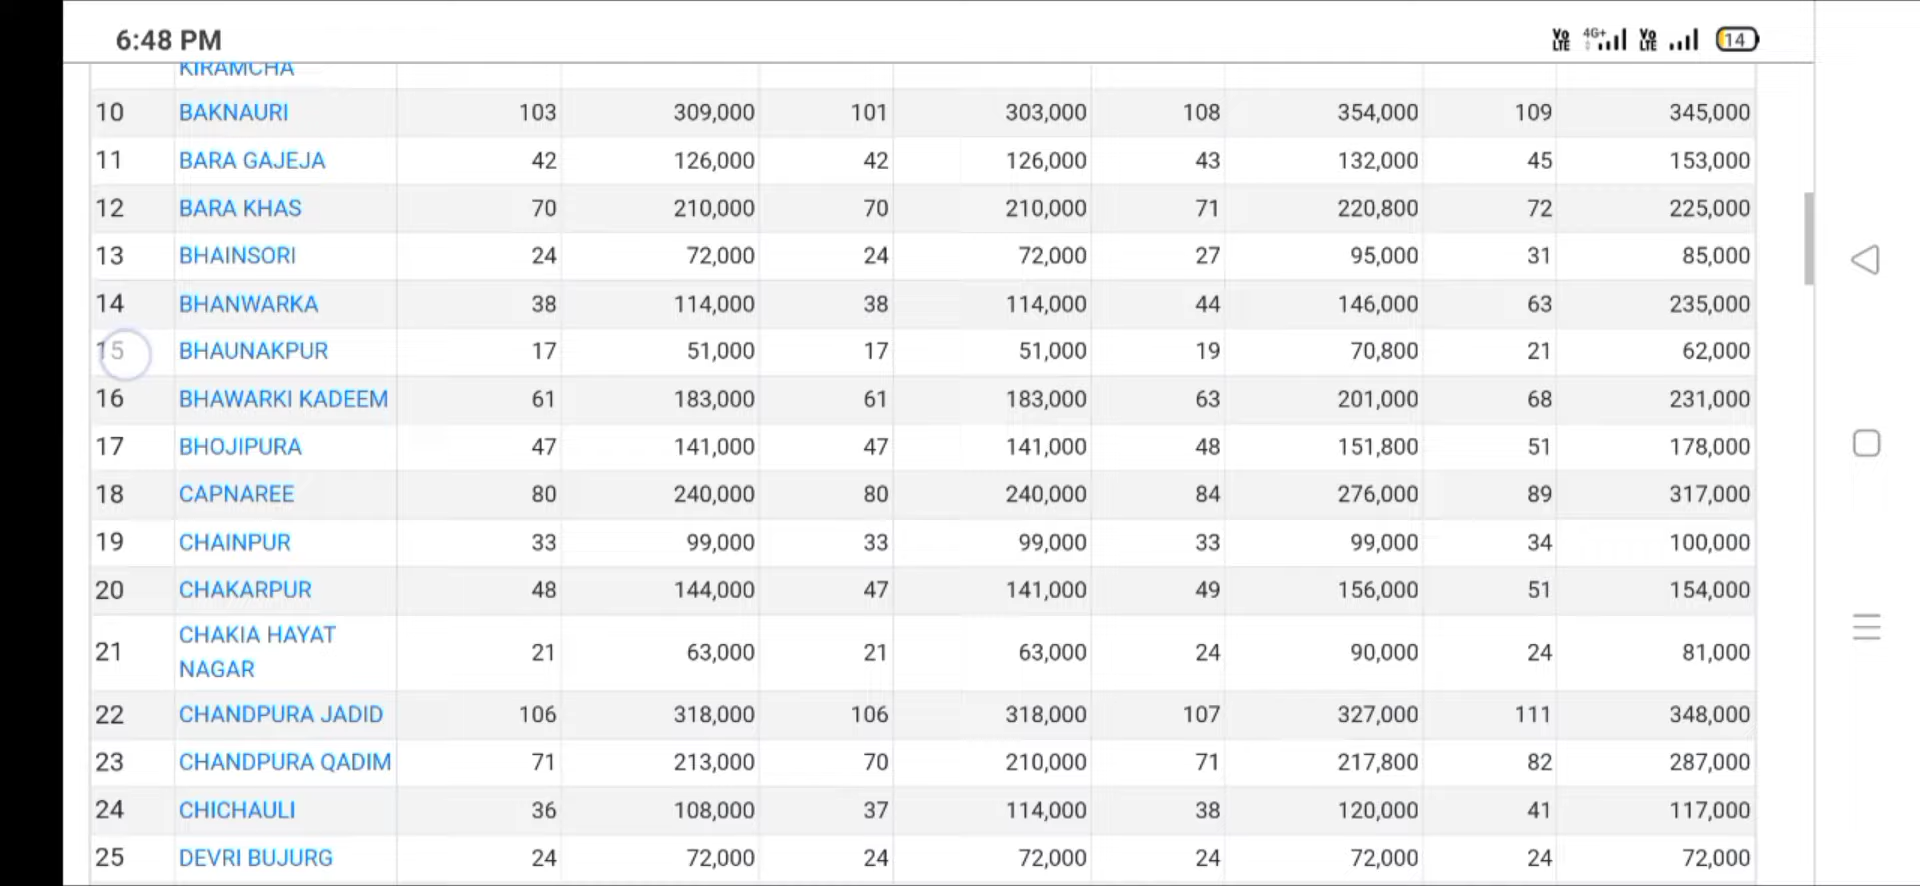 6:48 PM Vo LTE 4G+ Vo LTE 14
KIRAMCHA
10 BAKNAURI 103 309,000 101 303,000 108 354,000 109 345,000
11 BARA GAJEJA 42 126,000 42 126,000 43 132,000 45 153,000
12 BARA KHAS 70 210,000 70 210,000 71 220,800 72 225,000
13 BHAINSORI 24 72,000 24 72,000 27 95,000 31 85,000
14 BHANWARKA 38 114,000 38 114,000 44 146,000 63 235,000
15 BHAUNAKPUR 17 51,000 17 51,000 19 70,800 21 62,000
16 BHAWARKI KADEEM 61 183,000 61 183,000 63 201,000 68 231,000
17 BHOJIPURA 47 141,000 47 141,000 48 151,800 51 178,000
18 CAPNAREE 80 240,000 80 240,000 84 276,000 89 317,000
19 CHAINPUR 33 99,000 33 99,000 33 99,000 34 100,000
20 CHAKARPUR 48 144,000 47 141,000 49 156,000 51 154,000
21 CHAKIA HAYAT
NAGAR 21 63,000 21 63,000 24 90,000 24 81,000
22 CHANDPURA JADID 106 318,000 106 318,000 107 327,000 111 348,000
23 CHANDPURA QADIM 71 213,000 70 210,000 71 217,800 82 287,000
24 CHICHAULI 36 108,000 37 114,000 38 120,000 41 117,000
25 DEVRI BUJURG 24 72,000 24 72,000 24 72,000 24 72,000